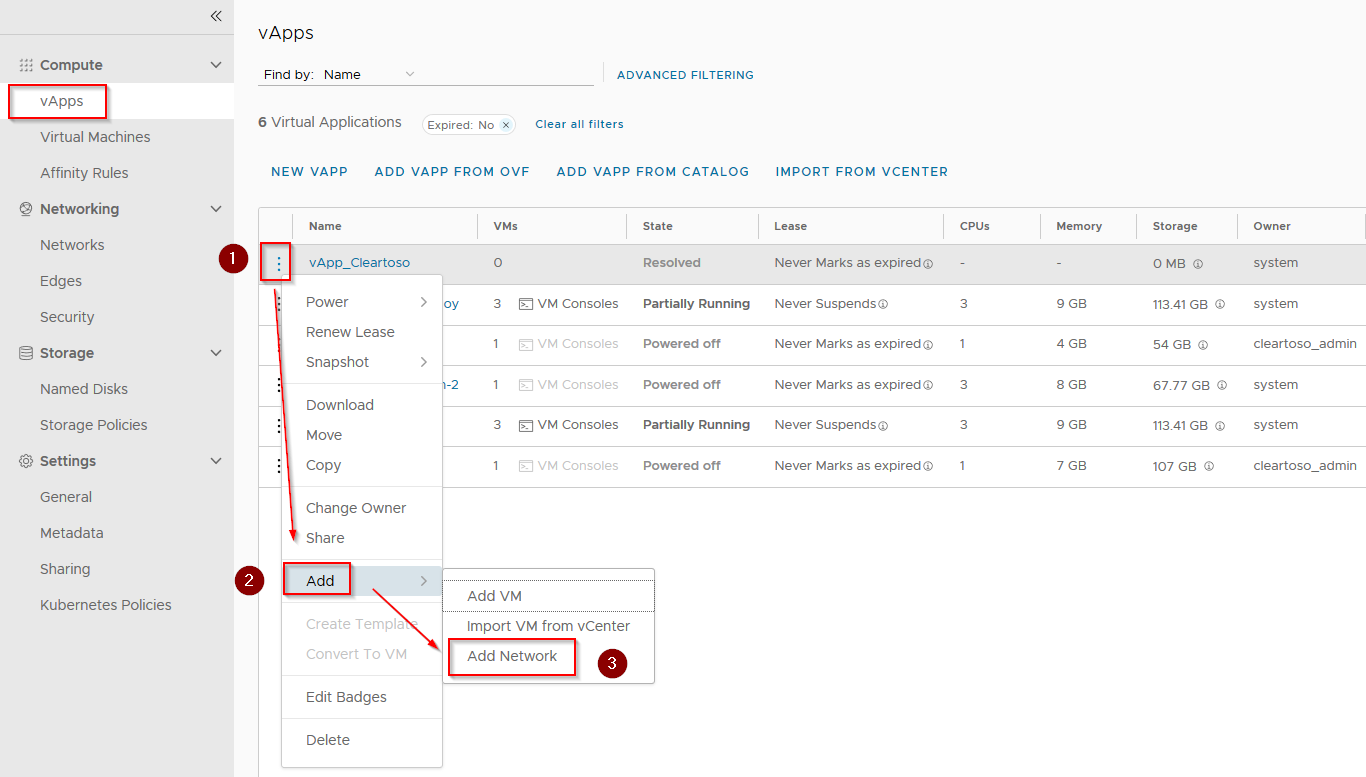 Compute
vApps
Virtual Machines
Affinity Rules
Networking
Networks
Edges
Security
Storage
Named Disks
Storage Policies
Settings
General
Metadata
Sharing
Kubernetes Policies
vApps
Find by: Name
ADVANCED FILTERING
6 Virtual Applications Expired: No × Clear all filters
NEW VAPP ADD VAPP FROM OVF ADD VAPP FROM CATALOG IMPORT FROM VCENTER
Name VMs State Lease CPUs Memory Storage Owner
1 vApp_Cleartoso 0 Resolved Never Marks as expired - - 0 MB system
oy 3 VM Consoles Partially Running Never Suspends 3 9 GB 113.41 GB system
1 VM Consoles Powered off Never Marks as expired 1 4 GB 54 GB cleartoso_admin
n-2 1 VM Consoles Powered off Never Marks as expired 3 8 GB 67.77 GB system
3 VM Consoles Partially Running Never Suspends 3 9 GB 113.41 GB system
1 VM Consoles Powered off Never Marks as expired 1 7 GB 107 GB cleartoso_admin
Power
Renew Lease
Snapshot
Download
Move
Copy
Change Owner
Share
2 Add
Create Template
Convert To VM
Edit Badges
Delete
Add VM
Import VM from vCenter
Add Network 3